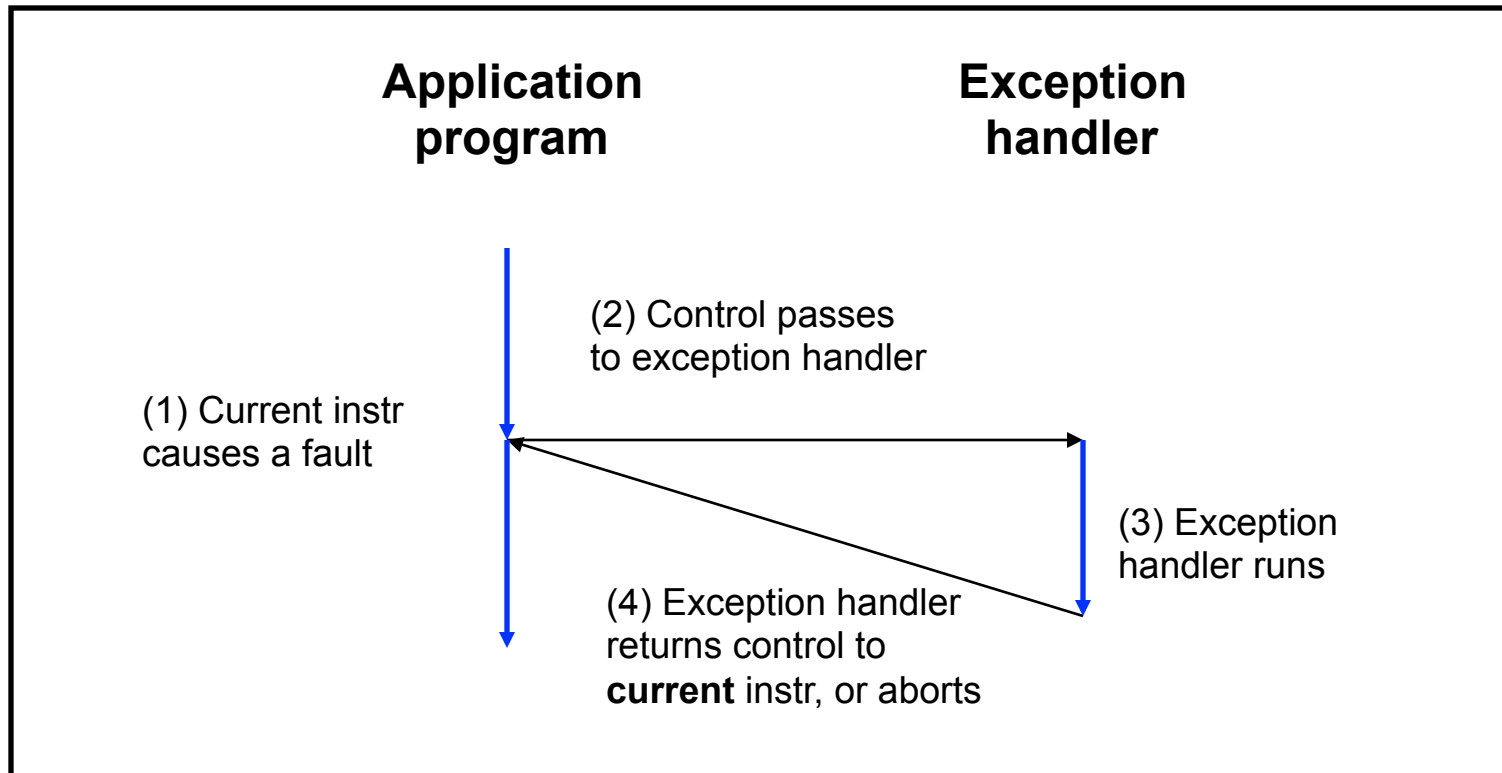 Application
program
Exception
handler
(2) Control passes
to exception handler
(1) Current instr
causes a fault
(3) Exception
handler runs
(4) Exception handler
returns control to
current instr, or aborts